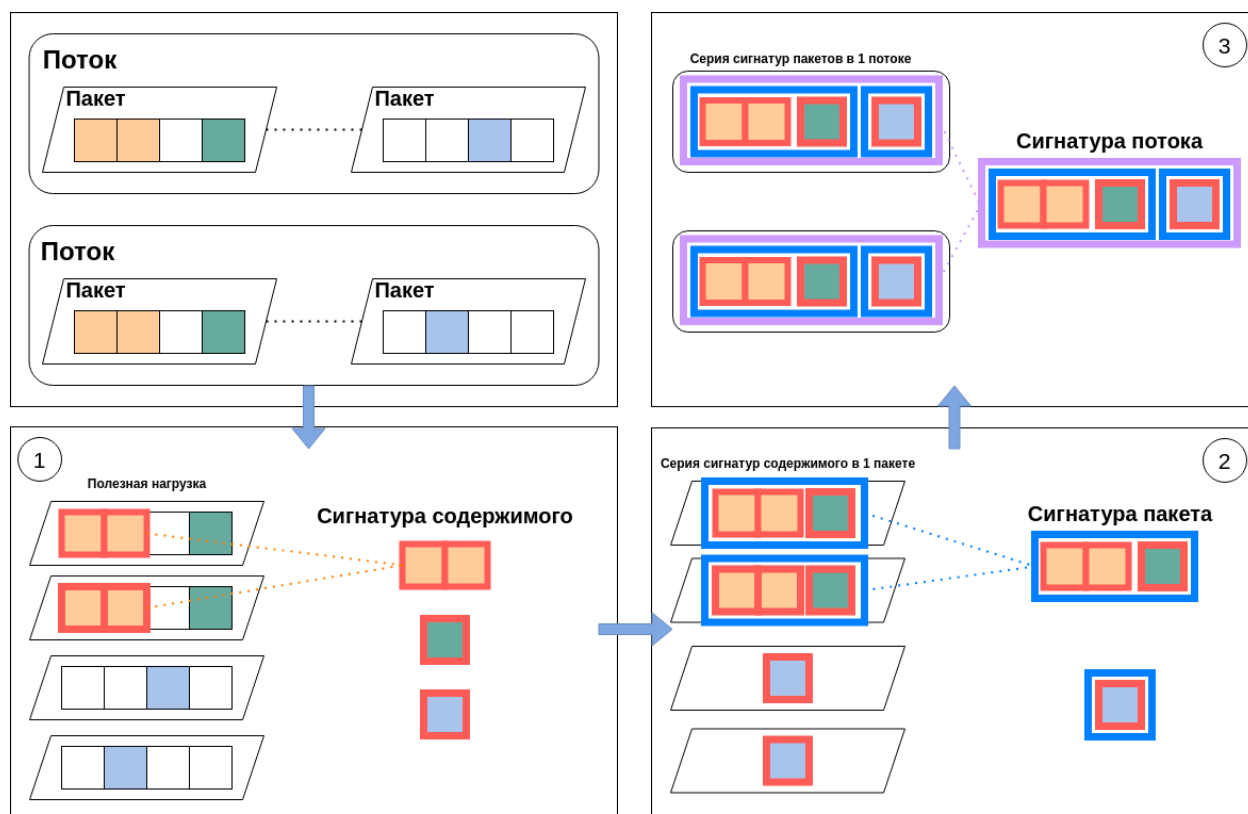 Поток
Пакет
Пакет
Поток
Пакет
Пакет
1
Полезная нагрузка
Сигнатура содержимого
2
Серия сигнатур содержимого в 1 пакете
Сигнатура пакета
3
Серия сигнатур пакетов в 1 потоке
Сигнатура потока